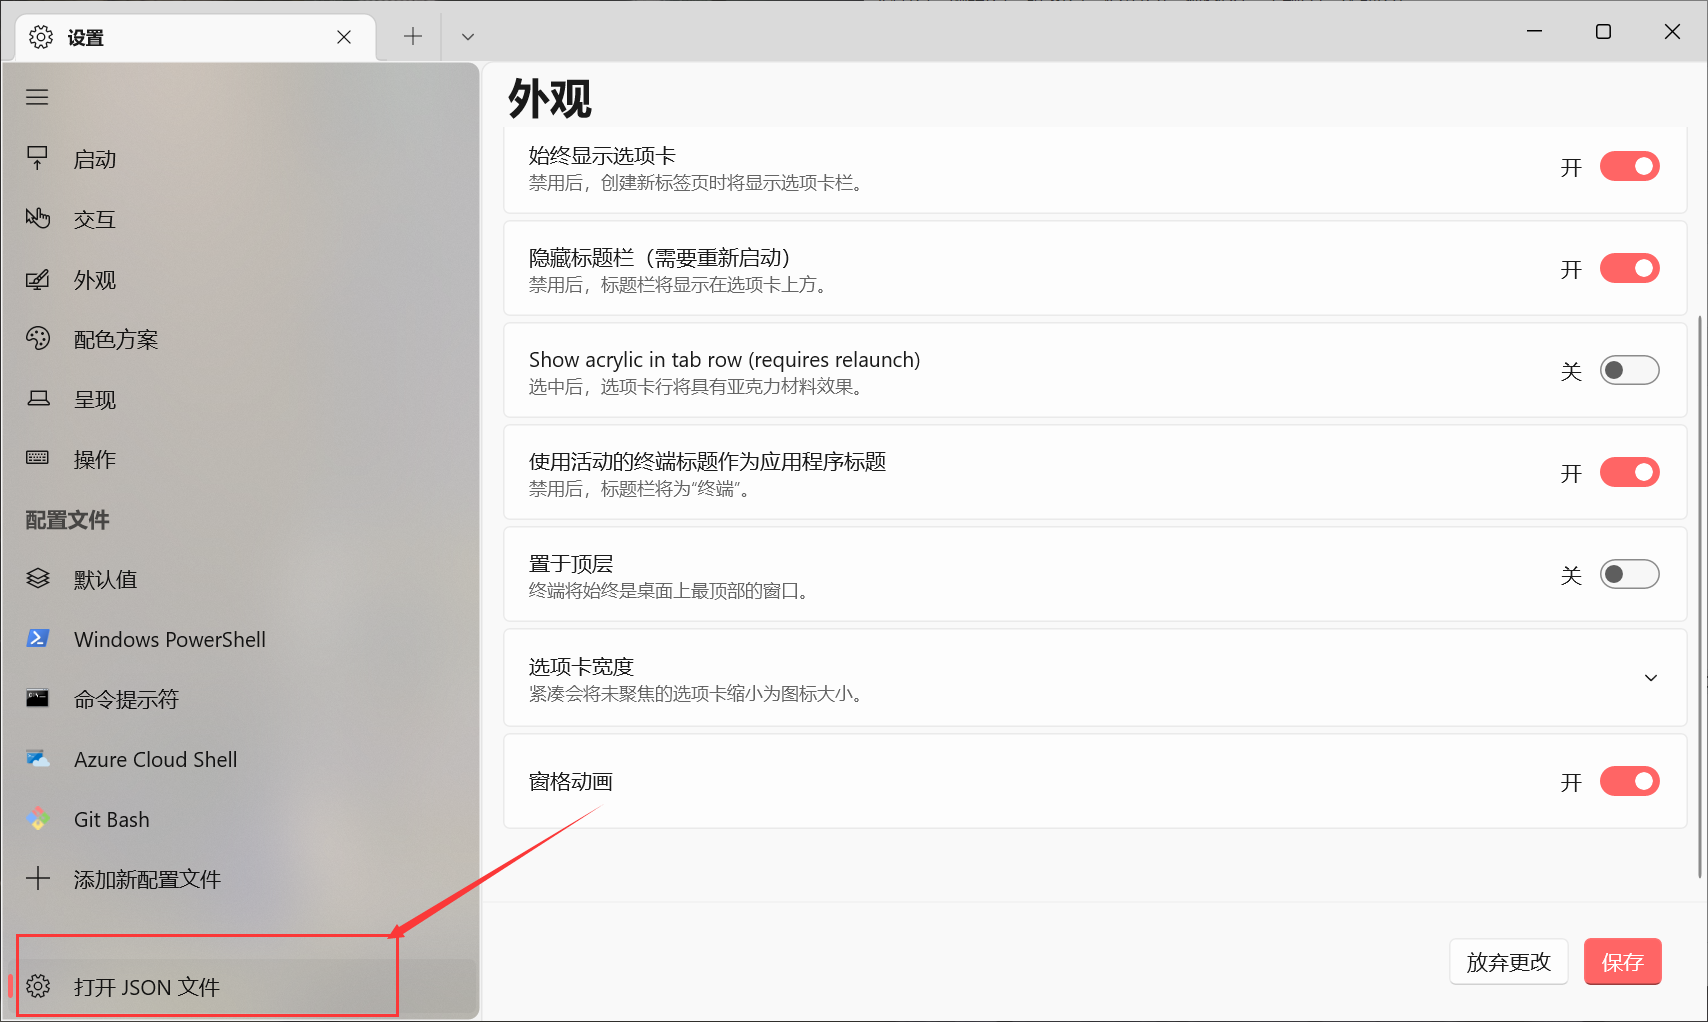 设置
启动
交互
外观
配色方案
呈现
操作
配置文件
默认值
Windows PowerShell
命令提示符
Azure Cloud Shell
Git Bash
添加新配置文件
打开 JSON 文件
外观
始终显示选项卡
禁用后，创建新标签页时将显示选项卡栏。
开
隐藏标题栏（需要重新启动）
禁用后，标题栏将显示在选项卡上方。
开
Show acrylic in tab row (requires relaunch)
选中后，选项卡行将具有亚克力材料效果。
关
使用活动的终端标题作为应用程序标题
禁用后，标题栏将为“终端”。
开
置于顶层
终端将始终是桌面上最顶部的窗口。
关
选项卡宽度
紧凑会将未聚焦的选项卡缩小为图标大小。
窗格动画
开
放弃更改
保存